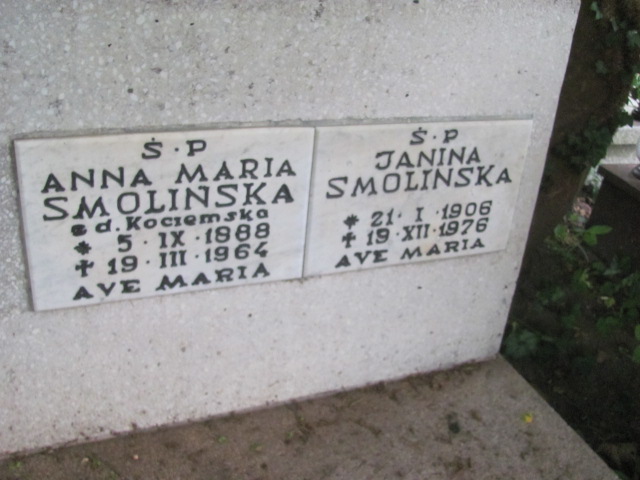 Ś·P
ANNA MARIA
SMOLIŃSKA
z d. Kociemska
* 5·IX·1888
† 19·III·1964
AVE MARIA
Ś·P
JANINA
SMOLIŃSKA
* 21·I·1906
† 19·XII·1976
AVE MARIA